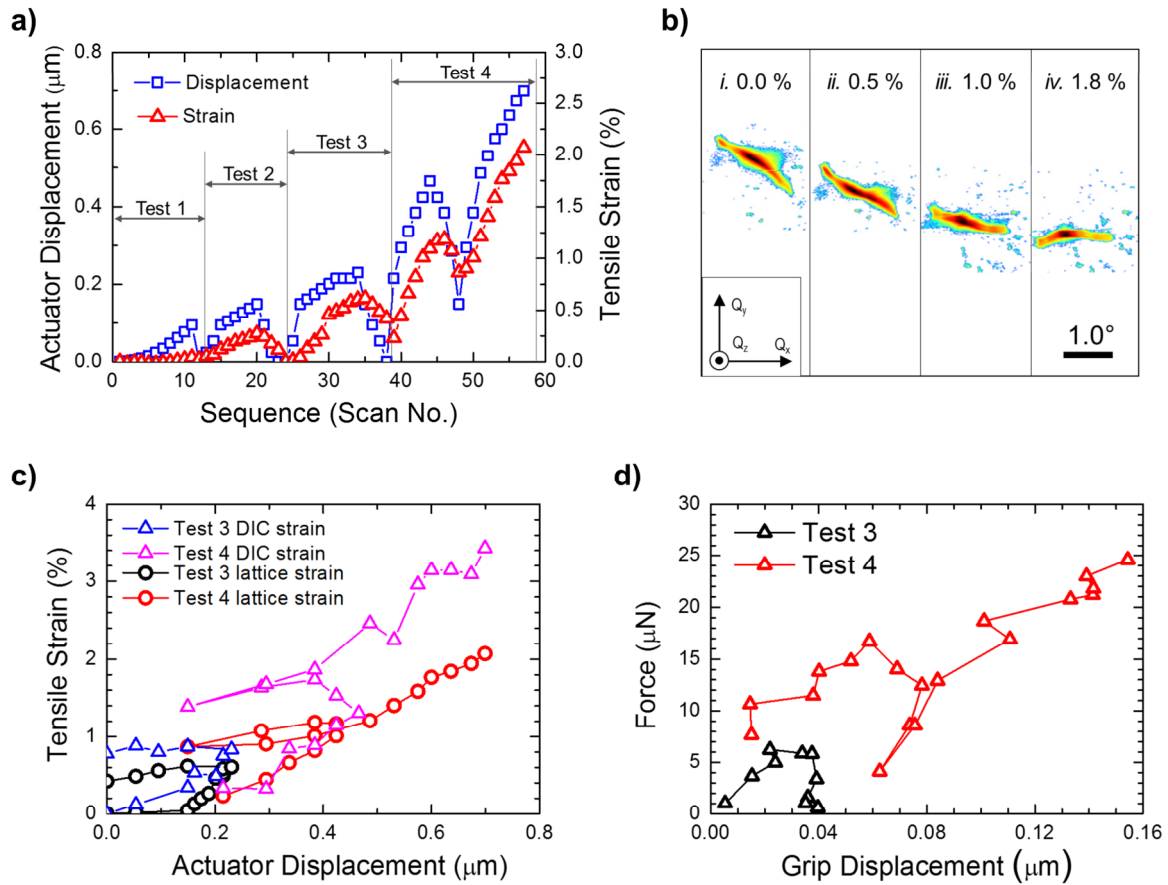 a)
b)
Actuator Displacement (μm)
0.8
0.6
0.4
0.2
0.0
Displacement
Strain
Test 1
Test 2
Test 3
Test 4
3.0
2.5
2.0
1.5
1.0
0.5
0.0
Tensile Strain (%)
0 10 20 30 40 50 60
Sequence (Scan No.)
i. 0.0 %
ii. 0.5 %
iii. 1.0 %
iv. 1.8 %
Qy
Qz
Qx
1.0°
c)
d)
Tensile Strain (%)
4
3
2
1
0
Test 3 DIC strain
Test 4 DIC strain
Test 3 lattice strain
Test 4 lattice strain
0.0 0.2 0.4 0.6 0.8
Actuator Displacement (μm)
Force (μN)
30
25
20
15
10
5
0
Test 3
Test 4
0.00 0.04 0.08 0.12 0.16
Grip Displacement (μm)